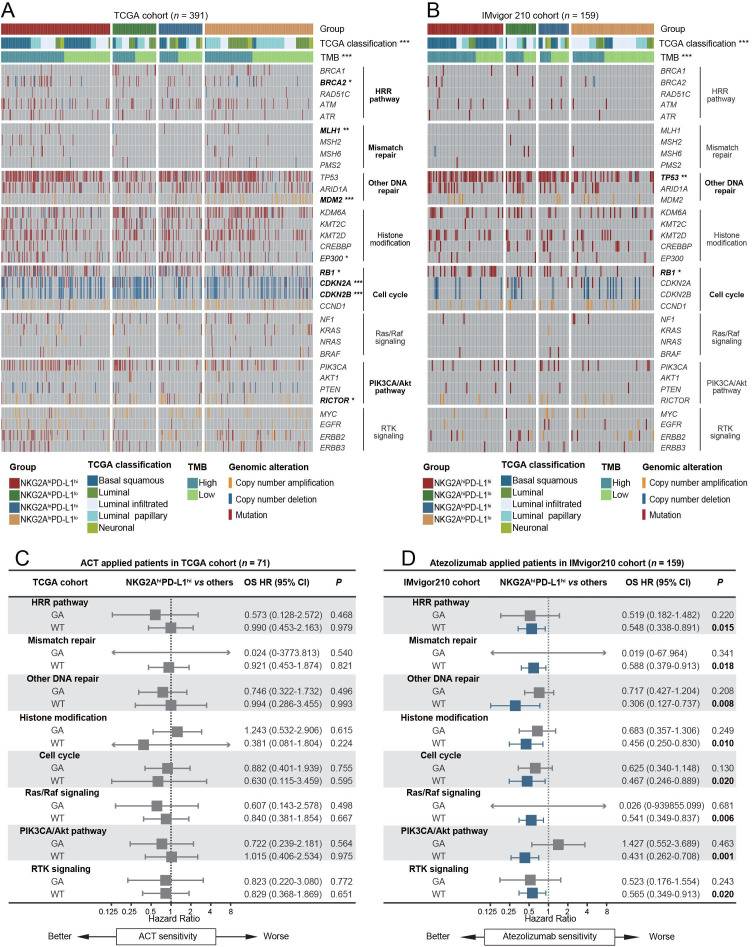 A
TCGA cohort (n = 391)
Group
TCGA classification ***
TMB ***
BRCA1
BRCA2 *
RAD51C
ATM
ATR
HRR
pathway
MLH1 **
MSH2
MSH6
PMS2
Mismatch
repair
TP53
ARID1A
MDM2 ***
Other DNA
repair
KDM6A
KMT2C
KMT2D
CREBBP
EP300 *
Histone
modification
RB1 *
CDKN2A ***
CDKN2B ***
CCND1
Cell cycle
NF1
KRAS
NRAS
BRAF
Ras/Raf
signaling
PIK3CA
AKT1
PTEN
RICTOR *
PIK3CA/Akt
pathway
MYC
EGFR
ERBB2
ERBB3
RTK
signaling
Group
NKG2AhiPD-L1hi
NKG2AloPD-L1lo
NKG2AloPD-L1hi
NKG2AhiPD-L1lo
TCGA classification
Basal squamous
Luminal
Luminal infiltrated
Luminal papillary
Neuronal
TMB
High
Low
Genomic alteration
Copy number amplification
Copy number deletion
Mutation
B
IMvigor 210 cohort (n = 159)
Group
TCGA classification ***
TMB ***
BRCA1
BRCA2
RAD51C
ATM
ATR
HRR
pathway
MLH1
MSH2
MSH6
PMS2
Mismatch
repair
TP53 **
ARID1A
MDM2
Other DNA
repair
KDM6A
KMT2C
KMT2D
CREBBP
EP300
Histone
modification
RB1 *
CDKN2A
CDKN2B
CCND1
Cell cycle
NF1
KRAS
NRAS
BRAF
Ras/Raf
signaling
PIK3CA
AKT1
PTEN
RICTOR
PIK3CA/Akt
pathway
MYC
EGFR
ERBB2
ERBB3
RTK
signaling
Group
TCGA classification
Basal squamous
Luminal
Luminal infiltrated
Luminal papillary
Neuronal
TMB
High
Low
Genomic alteration
Copy number amplification
Copy number deletion
Mutation
C
ACT applied patients in TCGA cohort (n = 71)
TCGA cohort NKG2AhiPD-L1hi vs others OS HR (95% CI) P
HRR pathway
GA 0.573 (0.128-2.572) 0.468
WT 0.990 (0.453-2.163) 0.979
Mismatch repair
GA 0.024 (0-3773.813) 0.540
WT 0.921 (0.453-1.874) 0.821
Other DNA repair
GA 0.746 (0.322-1.732) 0.496
WT 0.994 (0.286-3.455) 0.993
Histone modification
GA 1.243 (0.532-2.906) 0.615
WT 0.381 (0.081-1.804) 0.224
Cell cycle
GA 0.882 (0.401-1.939) 0.755
WT 0.630 (0.115-3.459) 0.595
Ras/Raf signaling
GA 0.607 (0.143-2.578) 0.498
WT 0.840 (0.381-1.854) 0.667
PIK3CA/Akt pathway
GA 0.722 (0.239-2.181) 0.564
WT 1.015 (0.406-2.534) 0.975
RTK signaling
GA 0.823 (0.220-3.080) 0.772
WT 0.829 (0.368-1.869) 0.651
0.125 0.25 0.5 1 2 4 8
Hazard Ratio
Better ACT sensitivity Worse
D
Atezolizumab applied patients in IMvigor210 cohort (n = 159)
IMvigor210 cohort NKG2AhiPD-L1hi vs others OS HR (95% CI) P
HRR pathway
GA 0.519 (0.182-1.482) 0.220
WT 0.548 (0.338-0.891) 0.015
Mismatch repair
GA 0.019 (0-67.964) 0.341
WT 0.588 (0.379-0.913) 0.018
Other DNA repair
GA 0.717 (0.427-1.204) 0.208
WT 0.306 (0.127-0.737) 0.008
Histone modification
GA 0.683 (0.357-1.306) 0.249
WT 0.456 (0.250-0.830) 0.010
Cell cycle
GA 0.625 (0.340-1.148) 0.130
WT 0.467 (0.246-0.889) 0.020
Ras/Raf signaling
GA 0.026 (0-939855.099) 0.681
WT 0.541 (0.349-0.837) 0.006
PIK3CA/Akt pathway
GA 1.427 (0.552-3.689) 0.463
WT 0.431 (0.262-0.708) 0.001
RTK signaling
GA 0.523 (0.176-1.554) 0.243
WT 0.565 (0.349-0.913) 0.020
0.125 0.25 0.5 1 2 4 8
Hazard Ratio
Better Atezolizumab sensitivity Worse